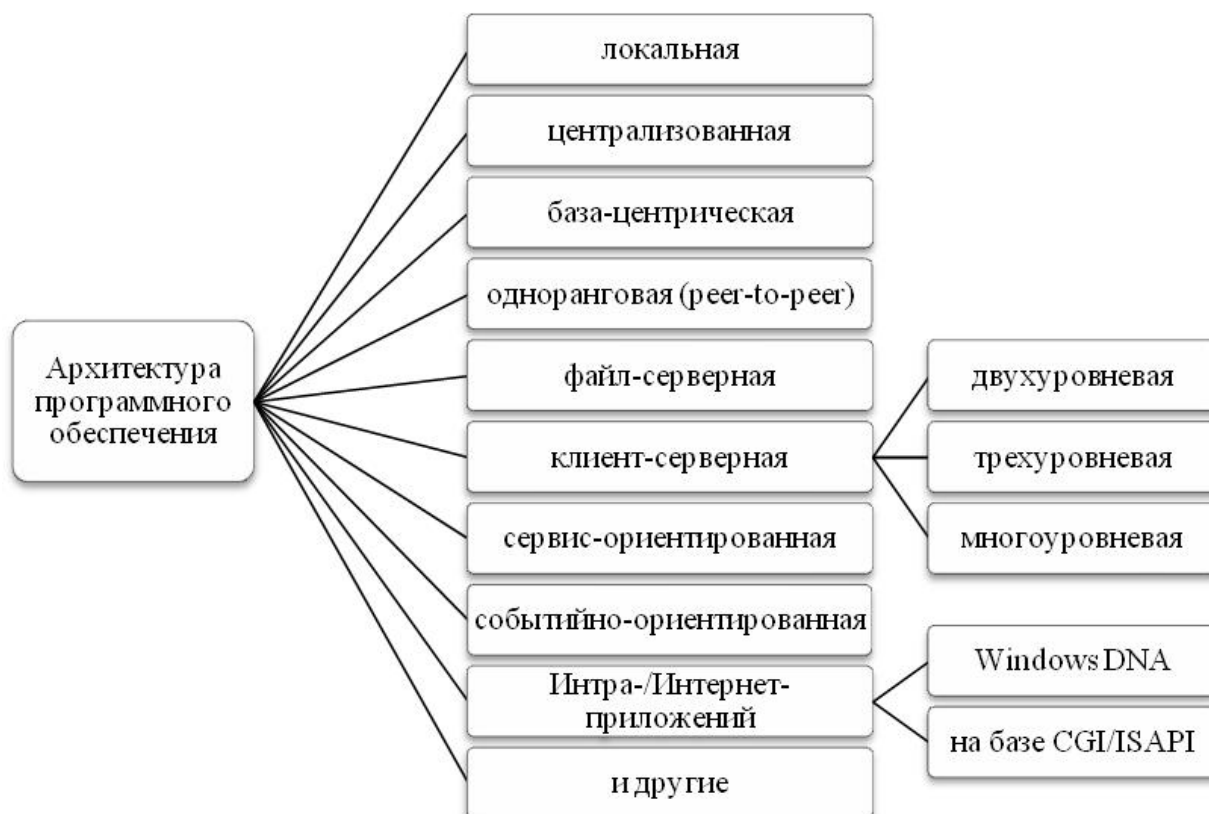 Архитектура
программного
обеспечения
локальная
централизованная
база-центрическая
одноранговая (peer-to-peer)
файл-серверная
клиент-серверная
двухуровневая
трехуровневая
многоуровневая
сервис-ориентированная
событийно-ориентированная
Интра-/Интернет-
приложений
Windows DNA
на базе CGI/ISAPI
и другие